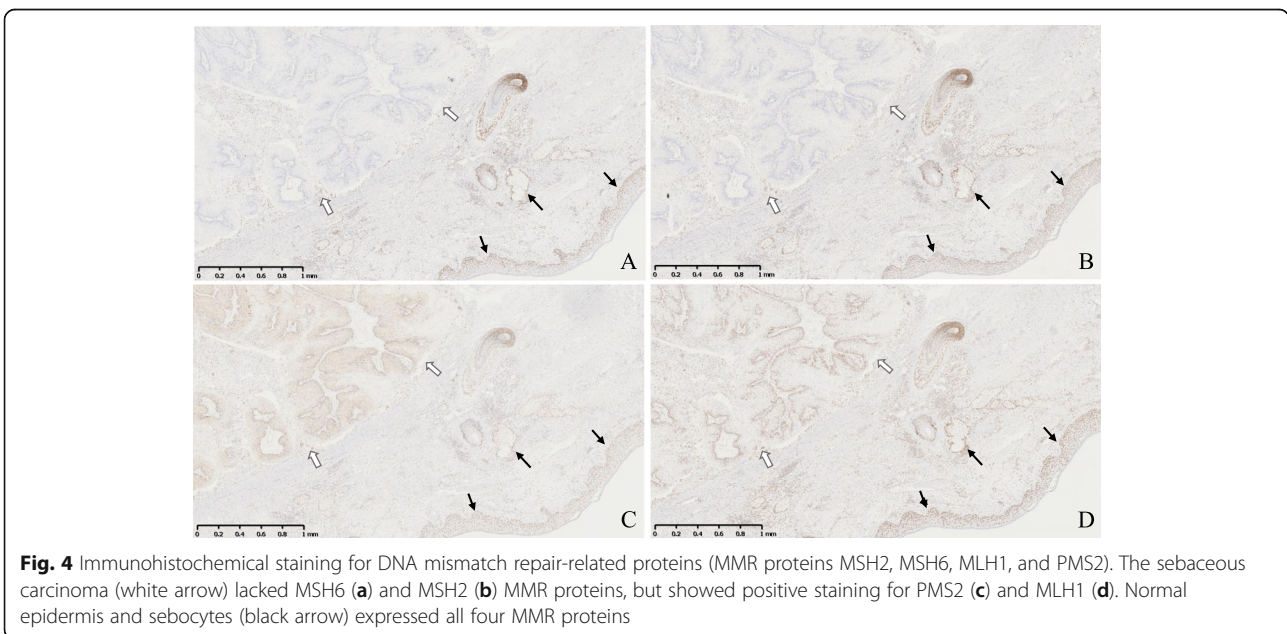 A
0 0.2 0.4 0.6 0.8 1 mm
B
0 0.2 0.4 0.6 0.8 1 mm
C
0 0.2 0.4 0.6 0.8 1 mm
D
0 0.2 0.4 0.6 0.8 1 mm
Fig. 4 Immunohistochemical staining for DNA mismatch repair-related proteins (MMR proteins MSH2, MSH6, MLH1, and PMS2). The sebaceous
carcinoma (white arrow) lacked MSH6 (a) and MSH2 (b) MMR proteins, but showed positive staining for PMS2 (c) and MLH1 (d). Normal
epidermis and sebocytes (black arrow) expressed all four MMR proteins